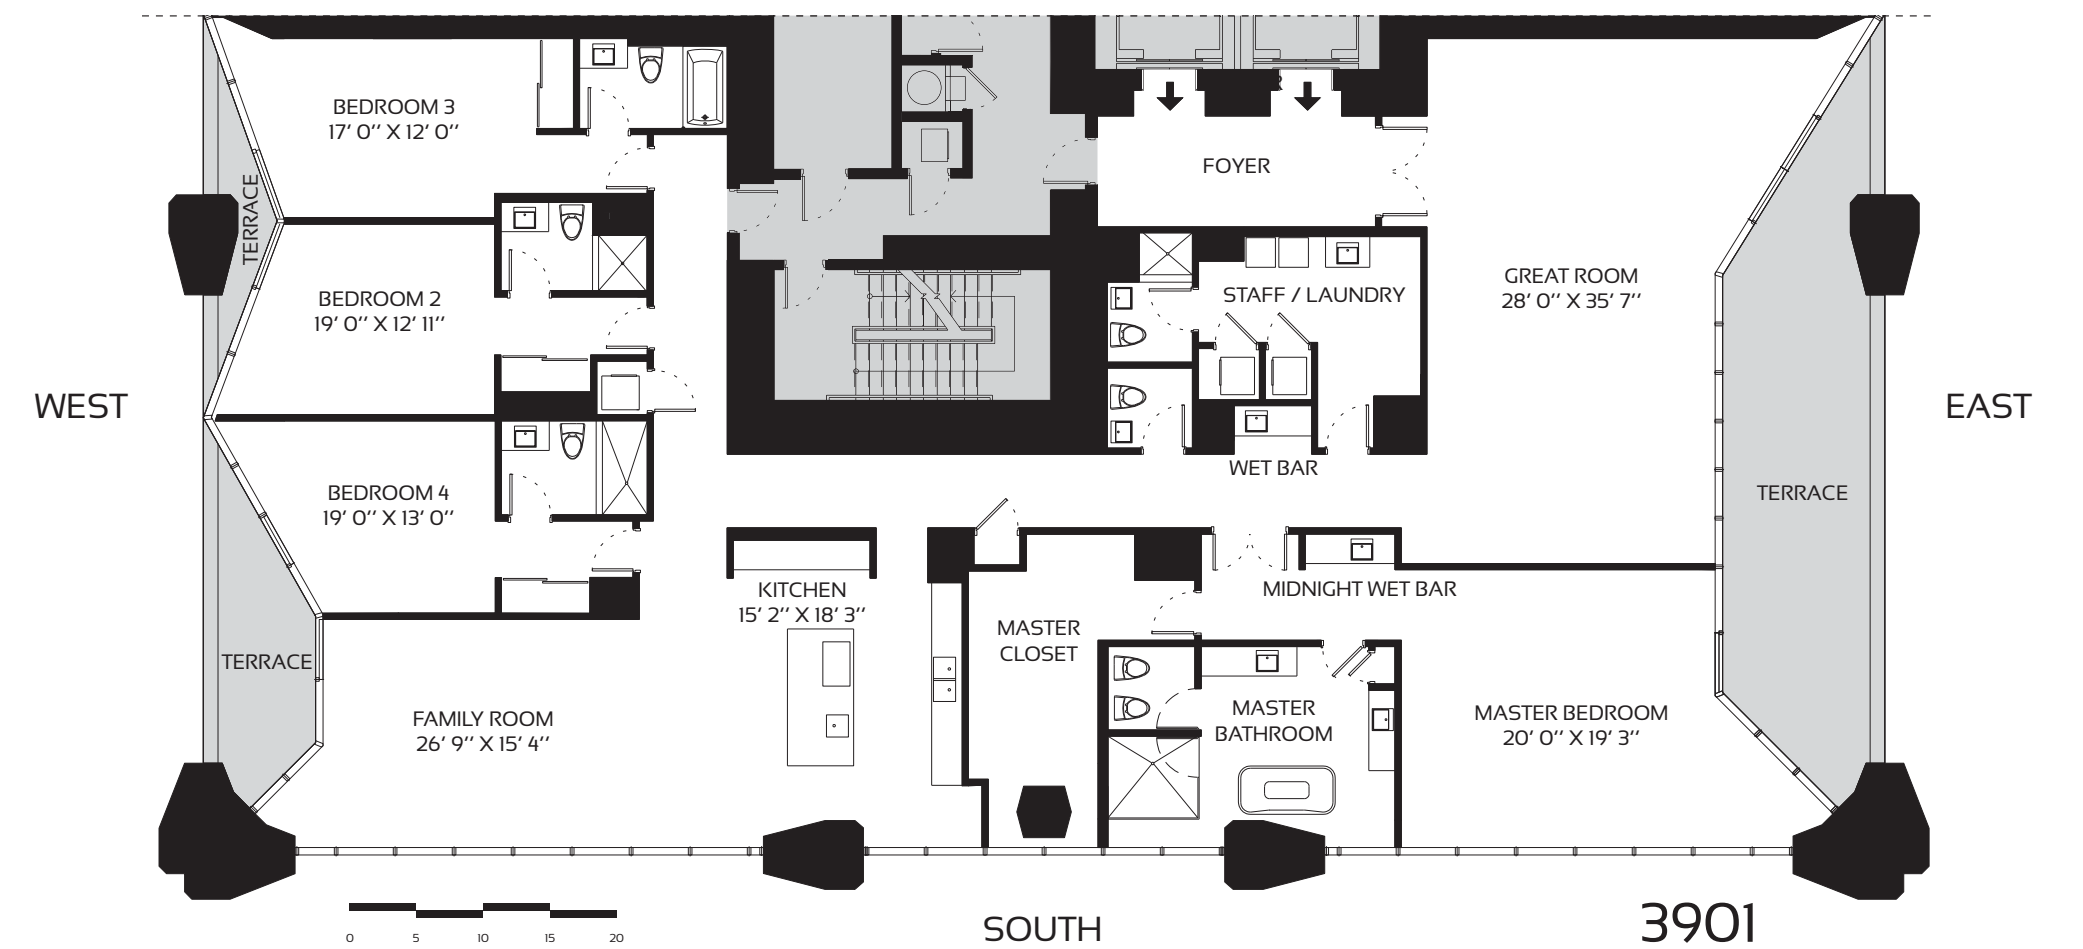 BEDROOM 3
17’ 0’’ X 12’ 0’’
TERRACE
FOYER
BEDROOM 2
19’ 0’’ X 12’ 11’’
STAFF / LAUNDRY
GREAT ROOM
28’ 0’’ X 35’ 7’’
WEST
EAST
WET BAR
BEDROOM 4
19’ 0’’ X 13’ 0’’
TERRACE
KITCHEN
15’ 2’’ X 18’ 3’’
MIDNIGHT WET BAR
MASTER
CLOSET
TERRACE
FAMILY ROOM
26’ 9’’ X 15’ 4’’
MASTER
BATHROOM
MASTER BEDROOM
20’ 0’’ X 19’ 3’’
0 5 10 15 20
SOUTH
3901